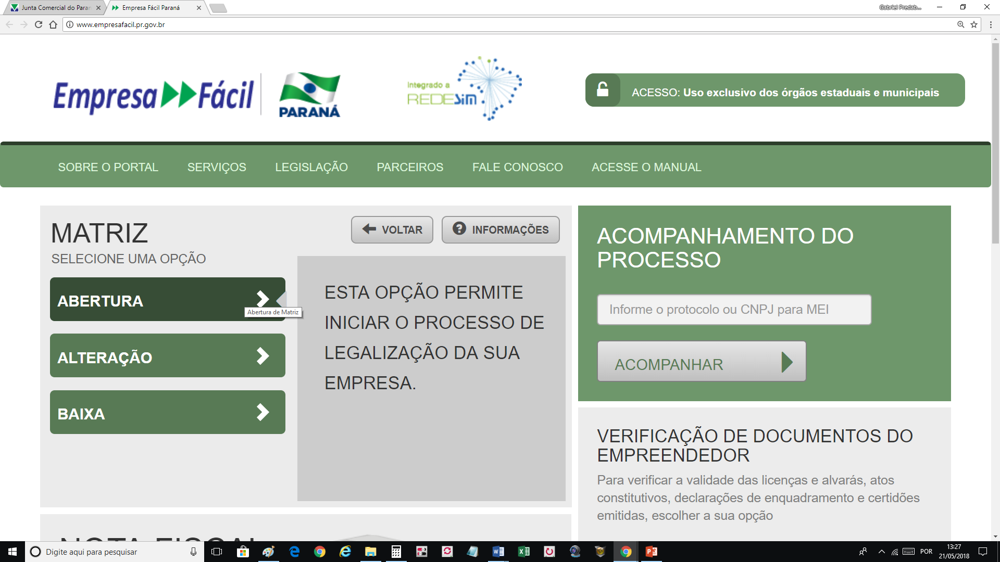 Junta Comercial do Paran
Empresa Fácil Paraná
Gabriel Predab...
www.empresafacil.pr.gov.br
Empresa Fácil
PARANÁ
Integrado a
REDESIM
ACESSO: Uso exclusivo dos órgãos estaduais e municipais
SOBRE O PORTAL SERVIÇOS LEGISLAÇÃO PARCEIROS FALE CONOSCO ACESSE O MANUAL
MATRIZ
SELECIONE UMA OPÇÃO
VOLTAR
INFORMAÇÕES
ABERTURA
Abertura de Matriz
ALTERAÇÃO
BAIXA
ESTA OPÇÃO PERMITE
INICIAR O PROCESSO DE
LEGALIZAÇÃO DA SUA
EMPRESA.
ACOMPANHAMENTO DO
PROCESSO
Informe o protocolo ou CNPJ para MEI
ACOMPANHAR
VERIFICAÇÃO DE DOCUMENTOS DO
EMPREENDEDOR
Para verificar a validade das licenças e alvarás, atos
constitutivos, declarações de enquadramento e certidões
emitidas, escolher a sua opção
NOTA FISCAL
Digite aqui para pesquisar
POR
13:27
21/05/2018